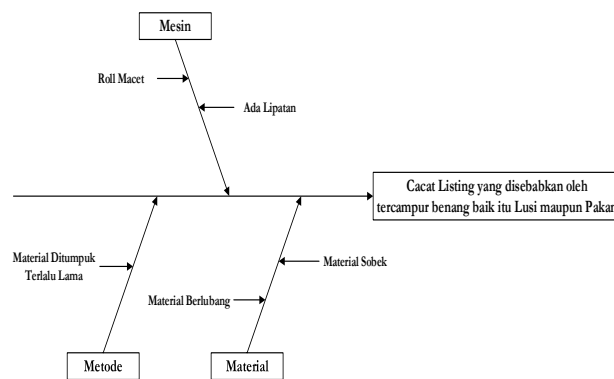 Mesin
Roll Macet
Ada Lipatan
Cacat Listing yang disebabkan oleh
tercampur benang baik itu Lusi maupun Pakan
Material Ditumpuk
Terlalu Lama
Material Sobek
Material Berlubang
Metode
Material